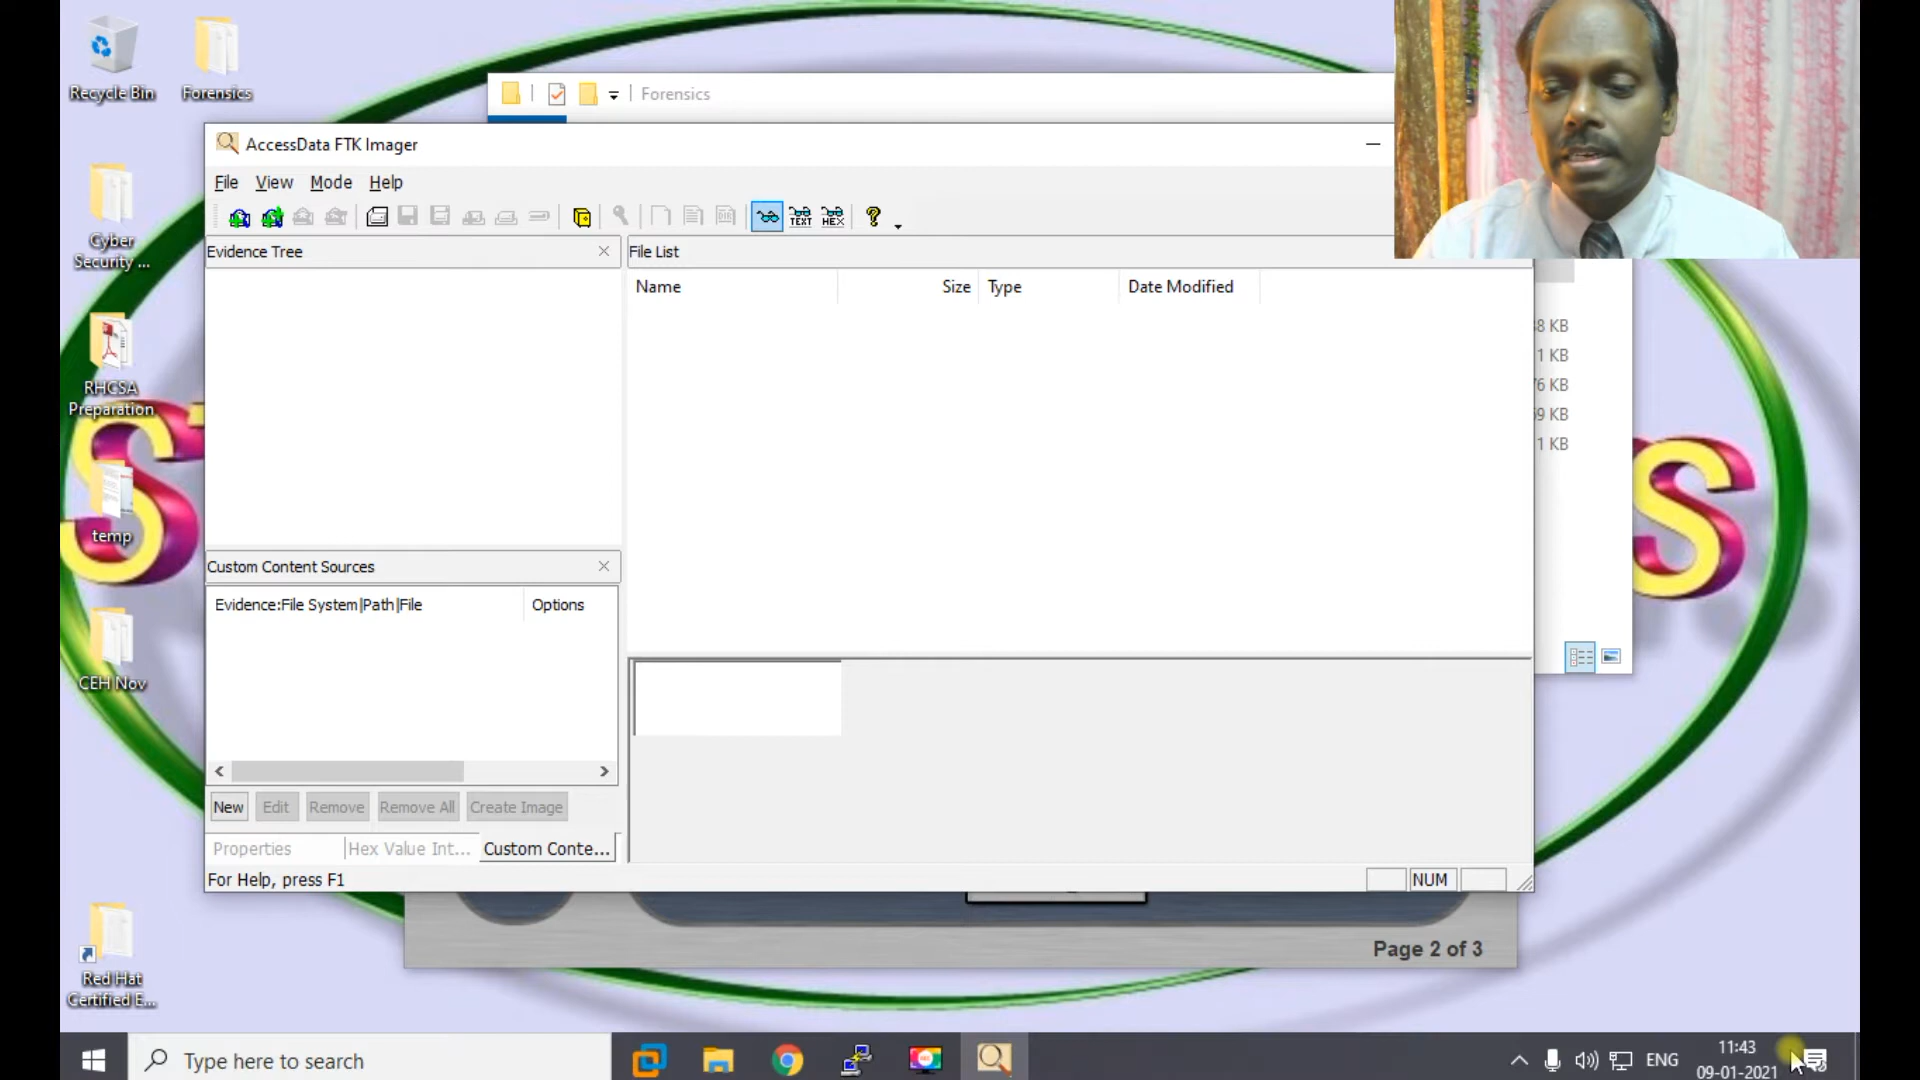 Recycle Bin
Forensics
Forensics
AccessData FTK Imager
File View Mode Help
TEXT
HEX
Evidence Tree
File List
Name
Size
Type
Date Modified
Cyber
Security ...
8 KB
1 KB
6 KB
9 KB
1 KB
RHCSA
Preparation
temp
Custom Content Sources
Evidence:File System|Path|File
Options
CEH Nov
New
Edit
Remove
Remove All
Create Image
Properties
Hex Value Int...
Custom Conte...
For Help, press F1
NUM
Page 2 of 3
Red Hat
Certified E...
Type here to search
ENG
11:43
09-01-2021